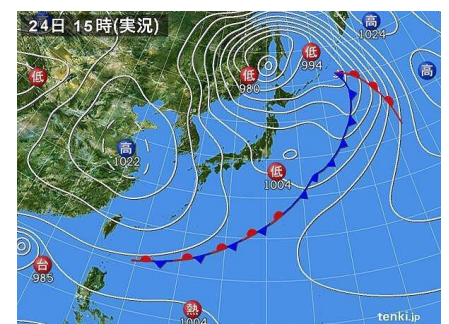 24日 15時(実況)
高
1024
低
994
低
高
低
980
高
1022
低
1004
台
985
熱
1004
tenki.jp